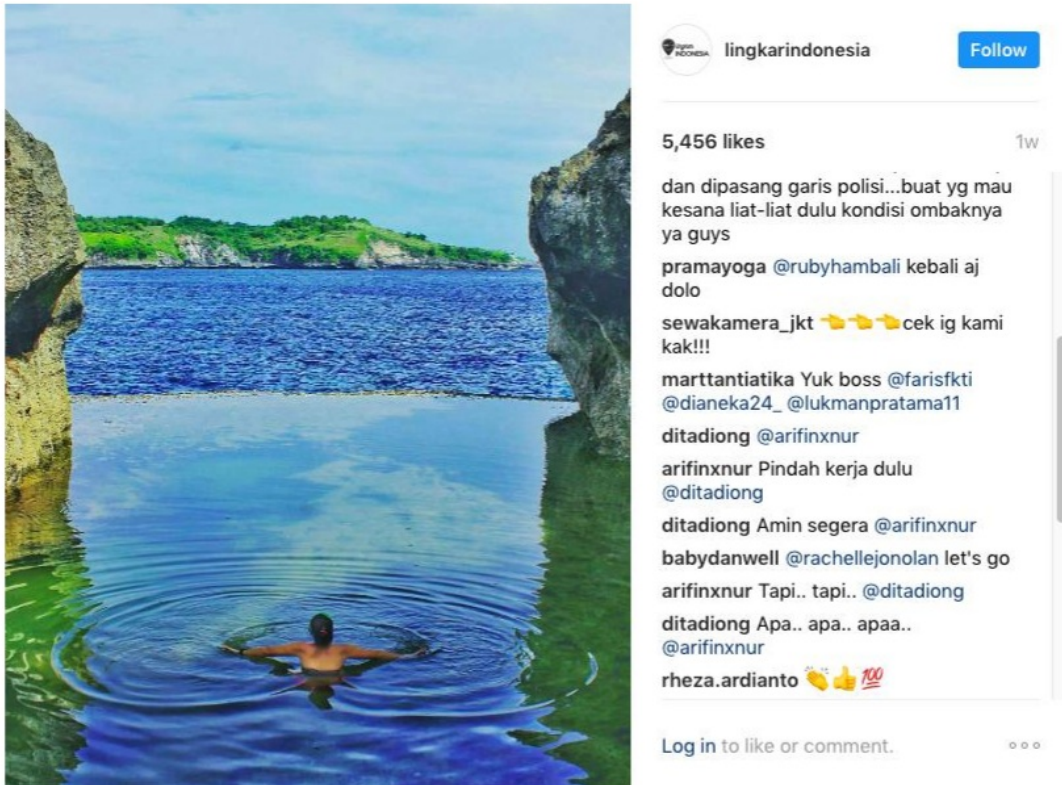 lingkarindonesia
Follow
5,456 likes
1w
dan dipasang garis polisi...buat yg mau
kesana liat-liat dulu kondisi ombaknya
ya guys
pramayoga @rubyhambali kebali aj
dolo
sewakamera_jkt 👈👈👈cek ig kami
kak!!!
marttantiatika Yuk boss @farisfkti
@dianeka24_ @lukmanpratama11
ditadiong @arifinxnur
arifinxnur Pindah kerja dulu
@ditadiong
ditadiong Amin segera @arifinxnur
babydanwell @rachellejonolan let's go
arifinxnur Tapi.. tapi.. @ditadiong
ditadiong Apa.. apa.. apaa..
@arifinxnur
rheza.ardianto 👏👍💯
Log in to like or comment.